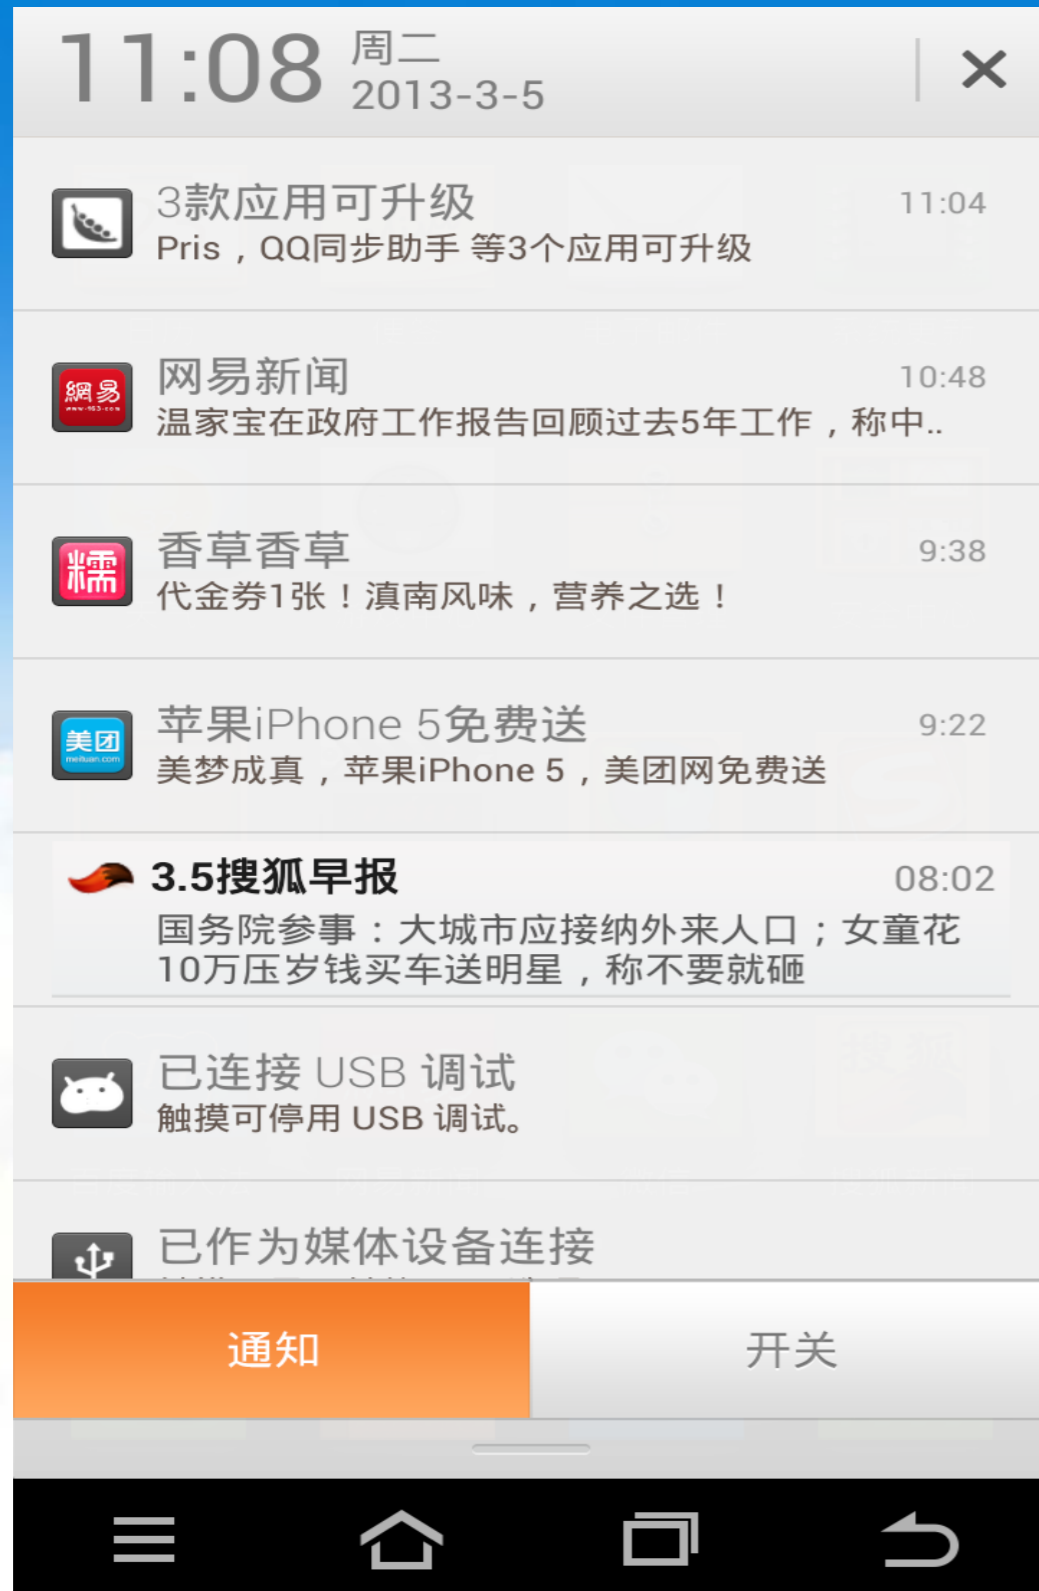 11:08
周二
2013-3-5
3款应用可升级
11:04
Pris，QQ同步助手 等3个应用可升级
網易
www·163·com
网易新闻
10:48
温家宝在政府工作报告回顾过去5年工作，称中..
糯
香草香草
9:38
代金券1张！滇南风味，营养之选！
美团
meituan.com
苹果iPhone 5免费送
9:22
美梦成真，苹果iPhone 5，美团网免费送
3.5搜狐早报
08:02
国务院参事：大城市应接纳外来人口；女童花
10万压岁钱买车送明星，称不要就砸
已连接 USB 调试
触摸可停用 USB 调试。
已作为媒体设备连接
通知
开关